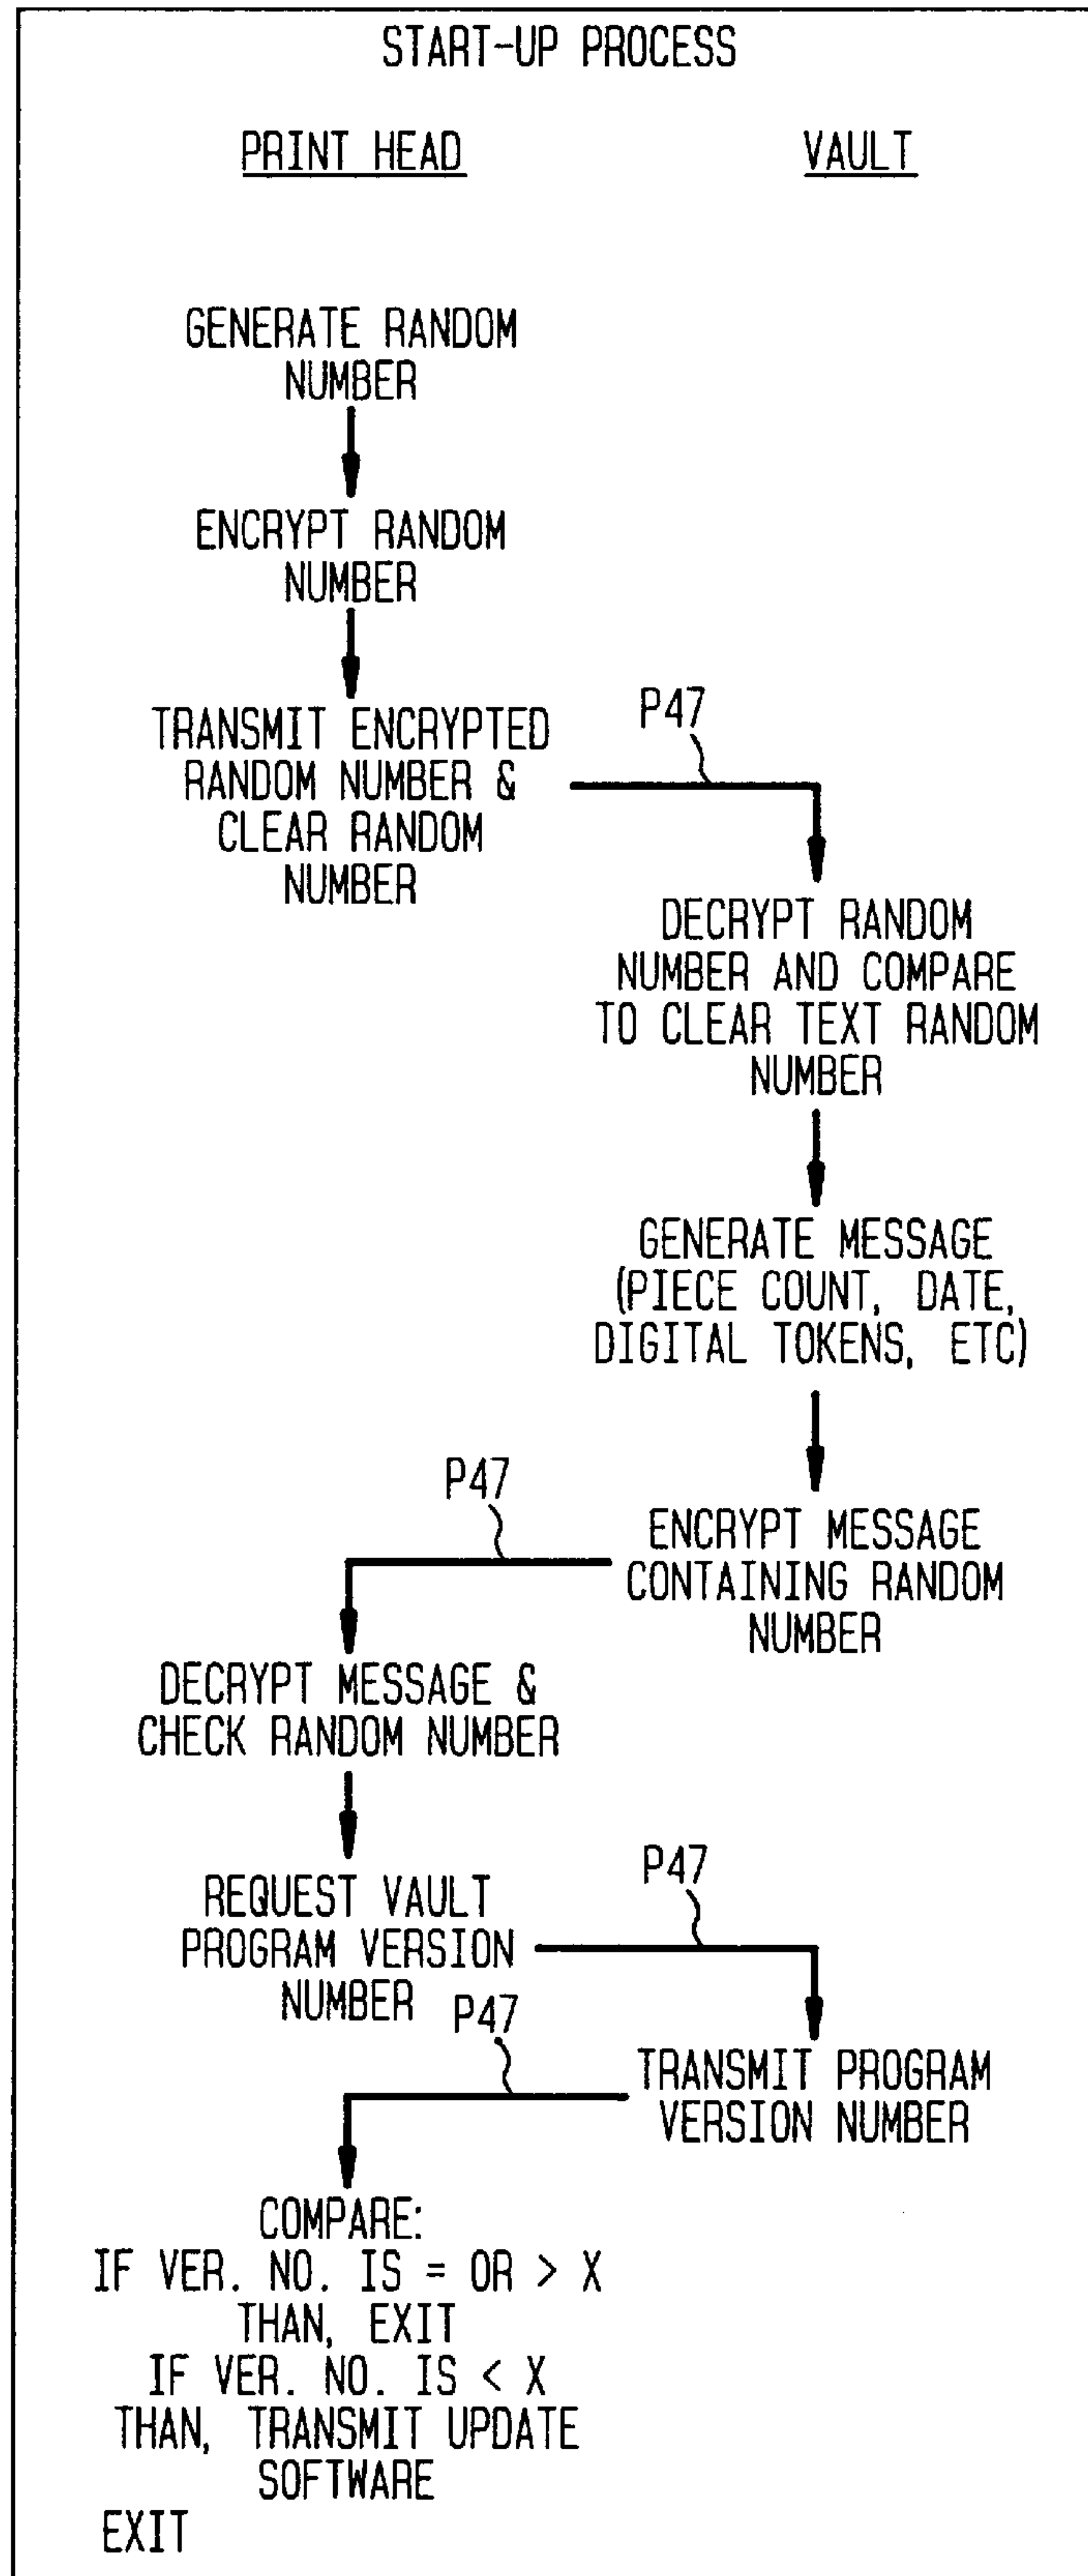 START-UP PROCESS
PRINT HEAD
VAULT
GENERATE RANDOM
NUMBER
ENCRYPT RANDOM
NUMBER
TRANSMIT ENCRYPTED
RANDOM NUMBER &
CLEAR RANDOM
NUMBER
P47
DECRYPT RANDOM
NUMBER AND COMPARE
TO CLEAR TEXT RANDOM
NUMBER
GENERATE MESSAGE
(PIECE COUNT, DATE,
DIGITAL TOKENS, ETC)
ENCRYPT MESSAGE
CONTAINING RANDOM
NUMBER
P47
DECRYPT MESSAGE &
CHECK RANDOM NUMBER
REQUEST VAULT
PROGRAM VERSION
NUMBER
P47
TRANSMIT PROGRAM
VERSION NUMBER
P47
COMPARE:
IF VER. NO. IS = OR > X
THAN, EXIT
IF VER. NO. IS < X
THAN, TRANSMIT UPDATE
SOFTWARE
EXIT